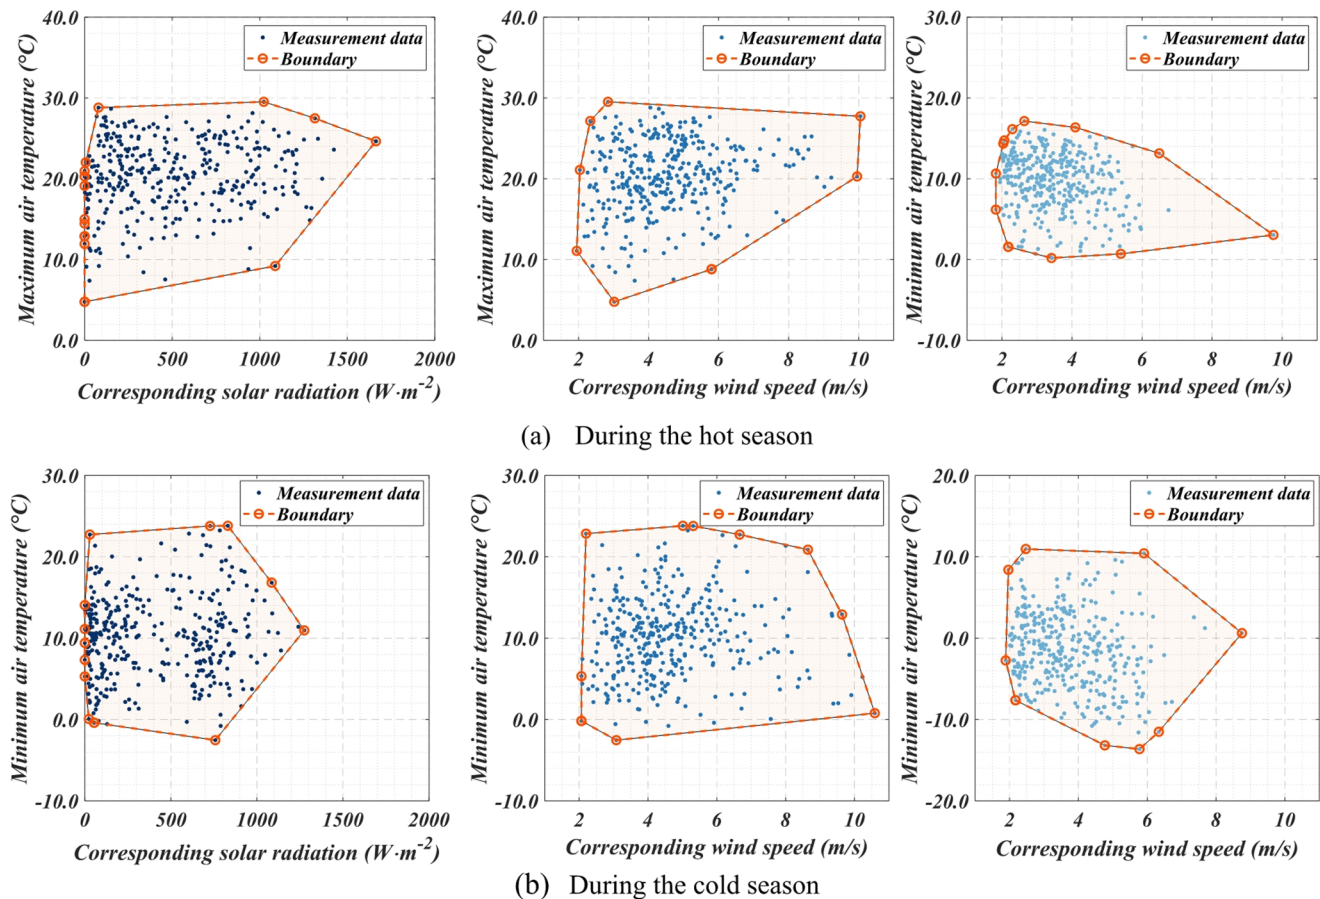 40.0
30.0
20.0
10.0
0.0
Maximum air temperature (°C)
Measurement data
Boundary
0 500 1000 1500 2000
Corresponding solar radiation (W·m-2)
40.0
30.0
20.0
10.0
0.0
Maximum air temperature (°C)
Measurement data
Boundary
2 4 6 8 10
Corresponding wind speed (m/s)
30.0
20.0
10.0
0.0
-10.0
Minimum air temperature (°C)
Measurement data
Boundary
2 4 6 8 10
Corresponding wind speed (m/s)
(a) During the hot season
30.0
20.0
10.0
0.0
-10.0
Minimum air temperature (°C)
Measurement data
Boundary
0 500 1000 1500 2000
Corresponding solar radiation (W·m-2)
30.0
20.0
10.0
0.0
-10.0
Minimum air temperature (°C)
Measurement data
Boundary
2 4 6 8 10
Corresponding wind speed (m/s)
20.0
10.0
0.0
-10.0
-20.0
Minimum air temperature (°C)
Measurement data
Boundary
2 4 6 8 10
Corresponding wind speed (m/s)
(b) During the cold season